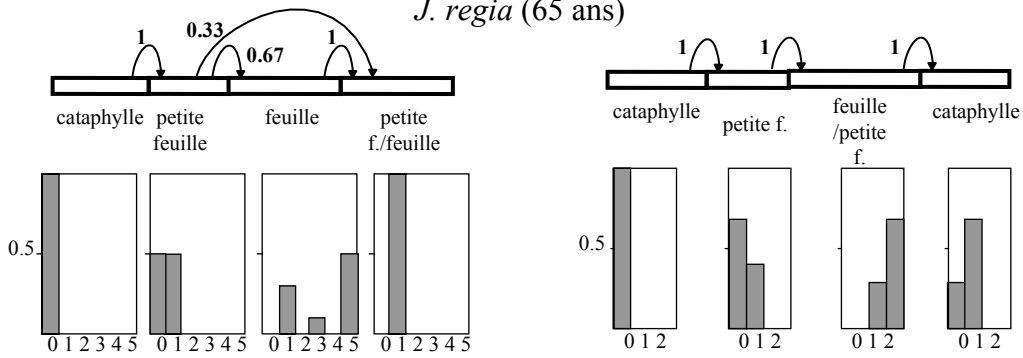 J. regia (65 ans)
0.33
1
0.67
1
cataphylle petite feuille
feuille
petite f./feuille
0.5
0 1 2 3 4 5 0 1 2 3 4 5 0 1 2 3 4 5 0 1 2 3 4 5
1 1 1
cataphylle
petite f.
feuille /petite f.
cataphylle
0.5
0 1 2 0 1 2 0 1 2 0 1 2